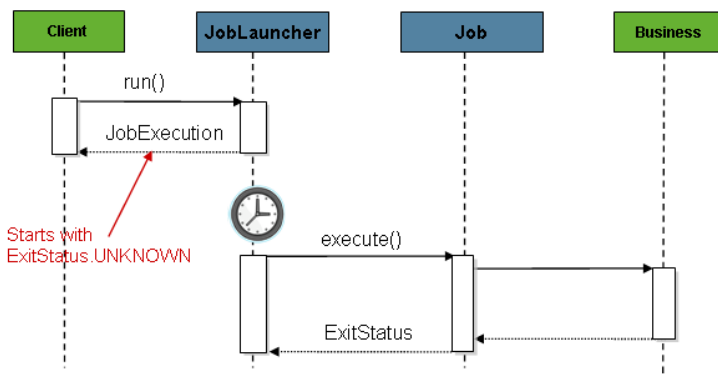 Client
JobLauncher
Job
Business
run()
JobExecution
Starts with
ExitStatus.UNKNOWN
execute()
ExitStatus